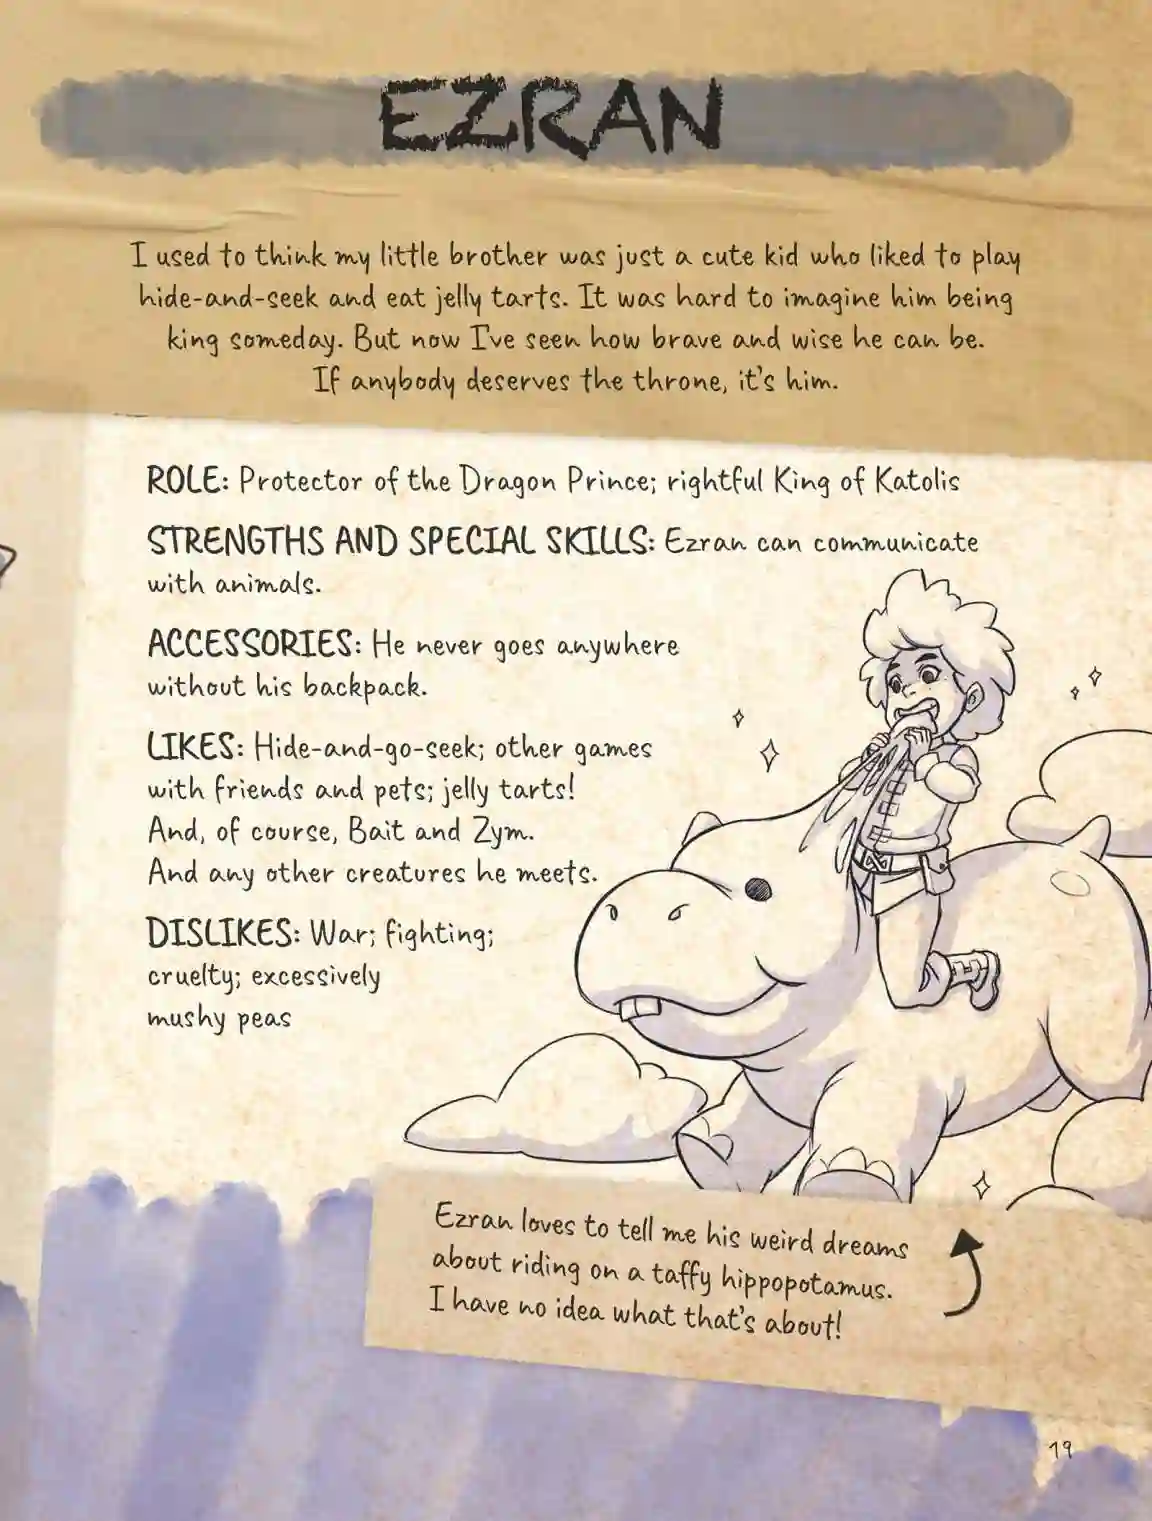 EZRAN
I used to think my little brother was just a cute kid who liked to play
hide-and-seek and eat jelly tarts. It was hard to imagine him being
king someday. But now I've seen how brave and wise he can be.
If anybody deserves the throne, it's him.
ROLE: Protector of the Dragon Prince; rightful King of Katolis
STRENGTHS AND SPECIAL SKILLS: Ezran can communicate
with animals.
ACCESSORIES: He never goes anywhere
without his backpack.
LIKES: Hide-and-go-seek; other games
with friends and pets; jelly tarts!
And, of course, Bait and Zym.
And any other creatures he meets.
DISLIKES: War; fighting;
cruelty; excessively
mushy peas
Ezran loves to tell me his weird dreams
about riding on a taffy hippopotamus.
I have no idea what that's about!
19